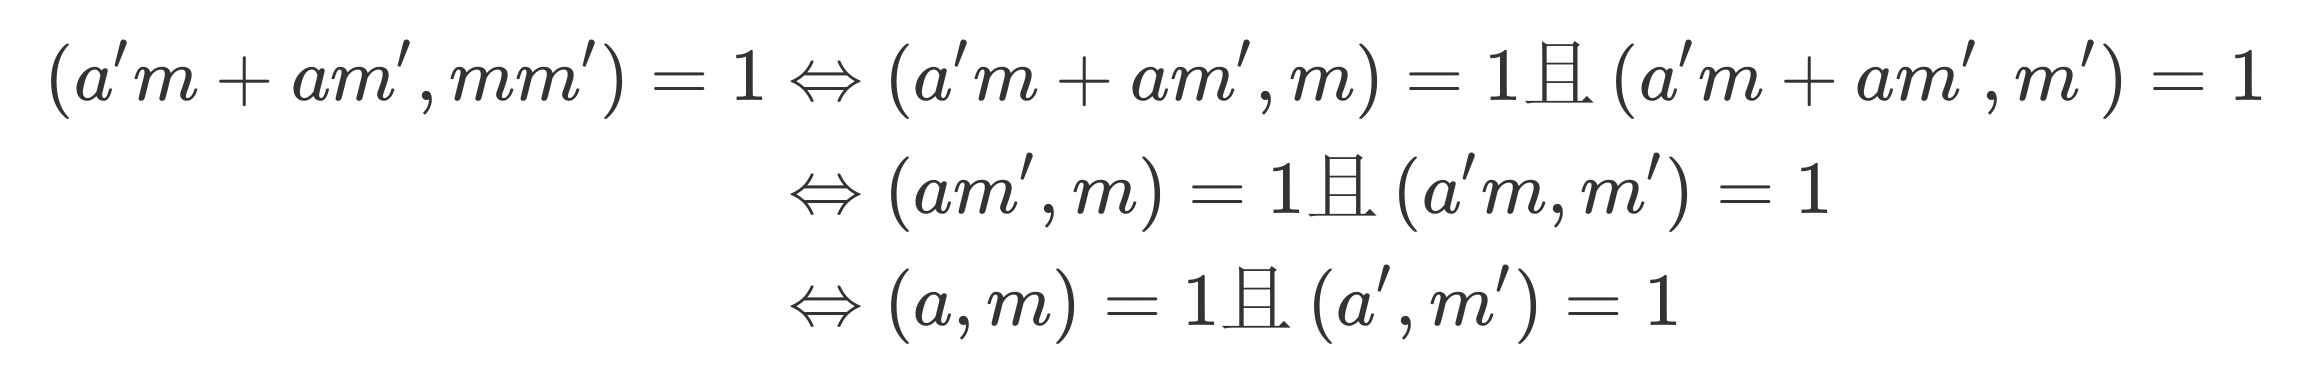 (a′m + am′, mm′) = 1 ⇔ (a′m + am′, m) = 1且(a′m + am′, m′) = 1
⇔ (am′, m) = 1且(a′m, m′) = 1
⇔ (a, m) = 1且(a′, m′) = 1